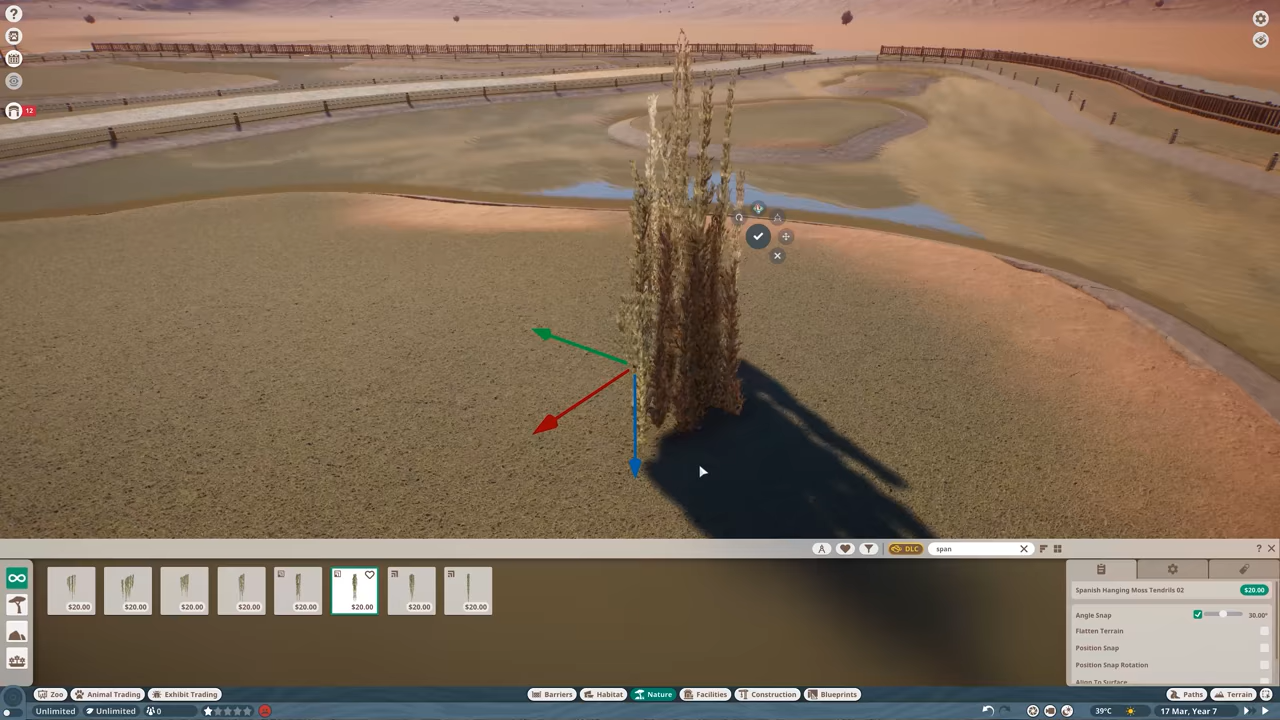 ?
12
DLC
span
?
$20.00
$20.00
$20.00
$20.00
$20.00
$20.00
$20.00
$20.00
Spanish Hanging Moss Tendrils 02 $20.00
Angle Snap 30.00°
Flatten Terrain
Position Snap
Position Snap Rotation
Align To Surface
Zoo Animal Trading Exhibit Trading Barriers Habitat Nature Facilities Construction Blueprints Paths Terrain
Unlimited Unlimited 0 39°C 17 Mar, Year 7